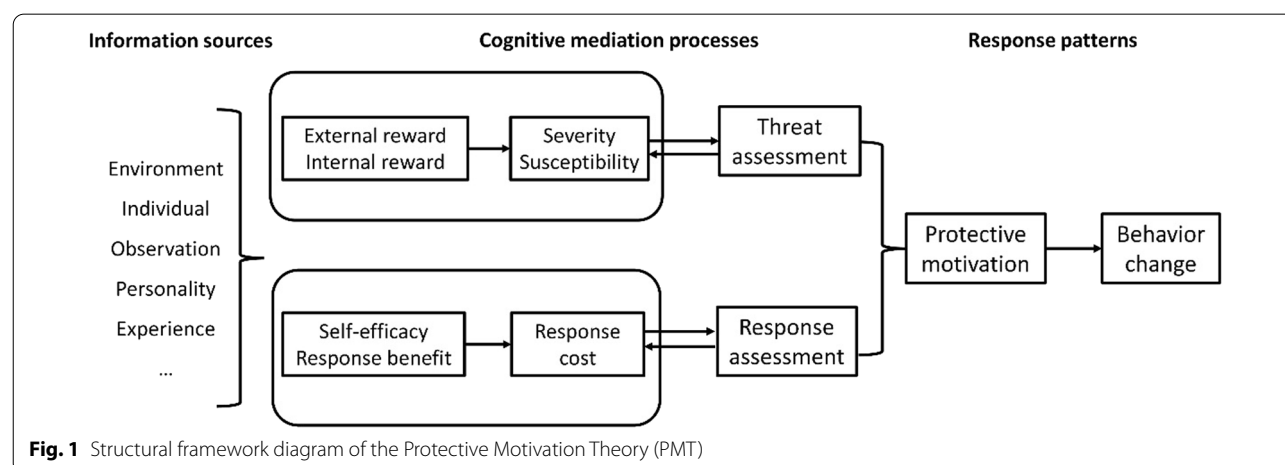 Information sources
Cognitive mediation processes
Response patterns
Environment
Individual
Observation
Personality
Experience
...
External reward
Internal reward
Severity
Susceptibility
Threat
assessment
Self-efficacy
Response benefit
Response
cost
Response
assessment
Protective
motivation
Behavior
change
Fig. 1 Structural framework diagram of the Protective Motivation Theory (PMT)